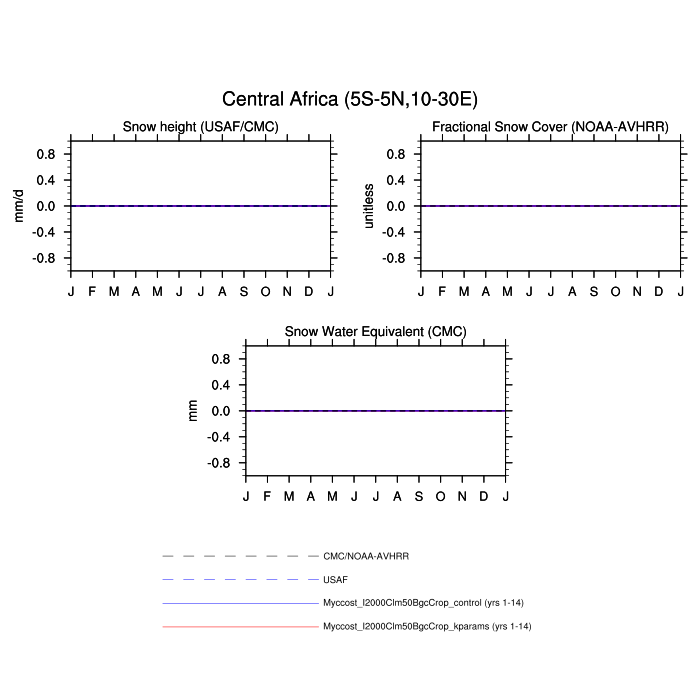 Central Africa (5S-5N,10-30E)
Snow height (USAF/CMC)
mm/d
0.8
0.4
0.0
-0.4
-0.8
J F M A M J J A S O N D J
Fractional Snow Cover (NOAA-AVHRR)
unitless
0.8
0.4
0.0
-0.4
-0.8
J F M A M J J A S O N D J
Snow Water Equivalent (CMC)
mm
0.8
0.4
0.0
-0.4
-0.8
J F M A M J J A S O N D J
CMC/NOAA-AVHRR
USAF
Myccost_I2000Clm50BgcCrop_control (yrs 1-14)
Myccost_I2000Clm50BgcCrop_kparams (yrs 1-14)